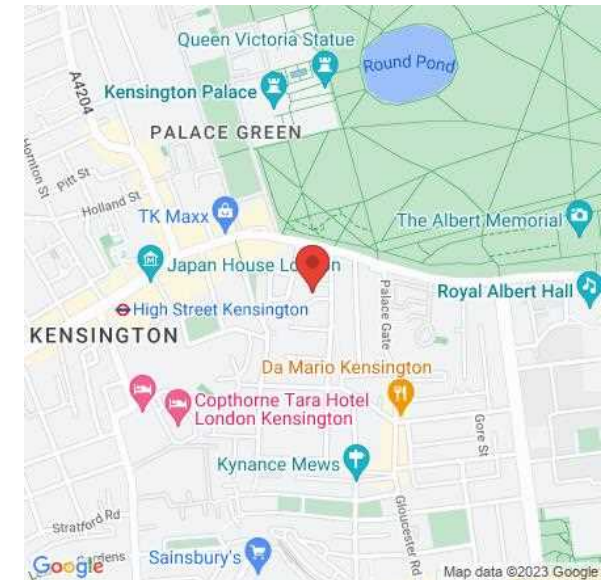 Queen Victoria Statue
Round Pond
A4204
Kensington Palace
PALACE GREEN
Hornton St
Pitt St
Holland St
TK Maxx
The Albert Memorial
Japan House London
Royal Albert Hall
Palace Gate
High Street Kensington
KENSINGTON
Da Mario Kensington
Copthorne Tara Hotel
London Kensington
Gore St
Kynance Mews
Gloucester Rd
Stratford Rd
Sainsbury's
Google
Map data ©2023 Google